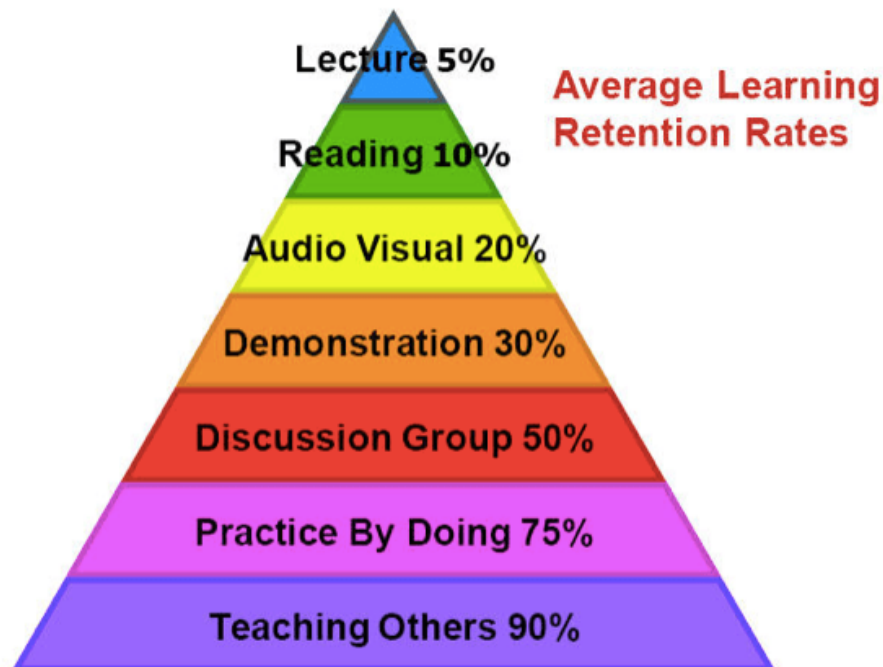 Lecture 5%
Average Learning
Retention Rates
Reading 10%
Audio Visual 20%
Demonstration 30%
Discussion Group 50%
Practice By Doing 75%
Teaching Others 90%